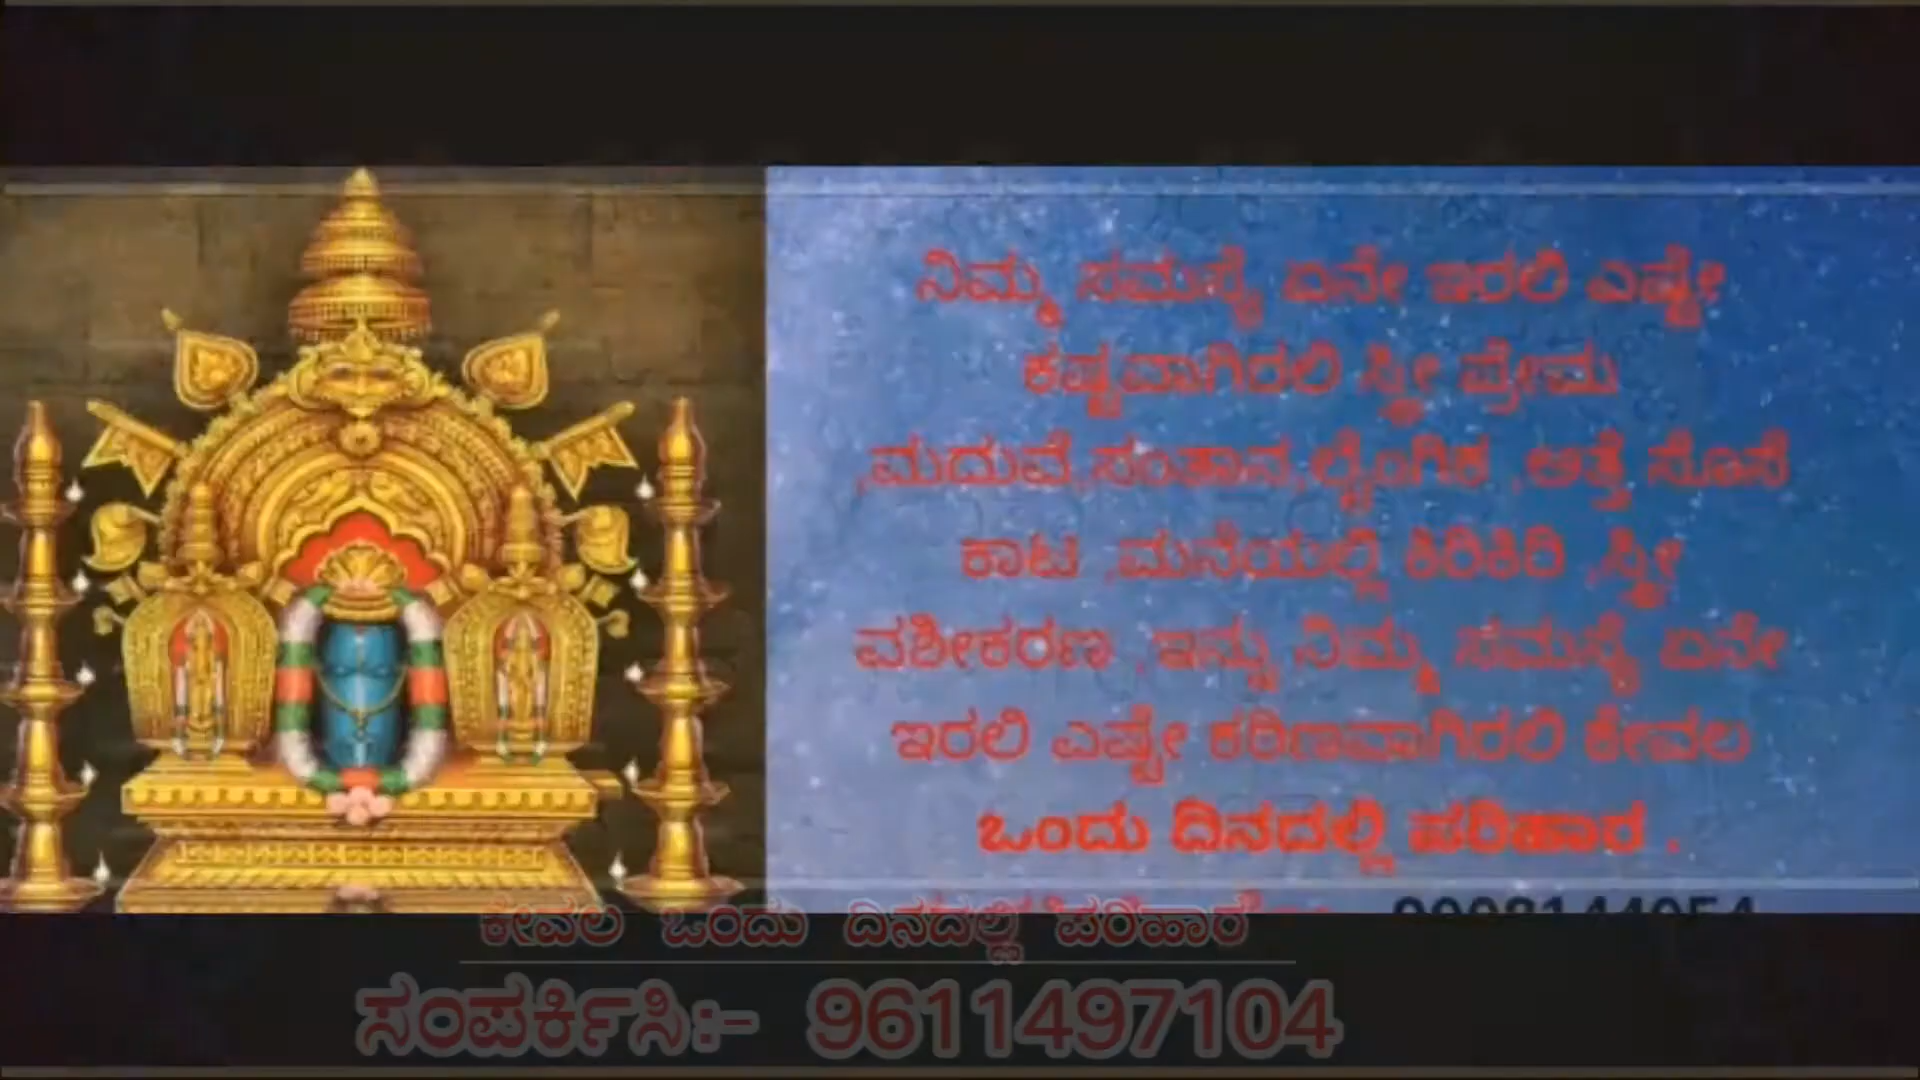 ನಿಮ್ಮ ಸಮಸ್ಯೆ ಏನೇ ಇರಲಿ ಎಷ್ಟೇ
ಕಷ್ಟವಾಗಿರಲಿ ಸ್ತ್ರೀ ಪ್ರೇಮ
,ಮದುವೆ,ಸಂತಾನ,ಲೈಂಗಿಕ ,ಅತ್ತೆ ಸೊಸೆ
ಕಾಟ ,ಮನೆಯಲ್ಲಿ ಕಿರಿಕಿರಿ ,ಸ್ತ್ರೀ
ವಶೀಕರಣ ,ಇನ್ನು ನಿಮ್ಮ ಸಮಸ್ಯೆ ಏನೇ
ಇರಲಿ ಎಷ್ಟೇ ಕಠಿಣವಾಗಿರಲಿ ಕೇವಲ
ಒಂದು ದಿನದಲ್ಲಿ ಪರಿಹಾರ .
ಕೇವಲ ಒಂದು ದಿನದಲ್ಲಿ ಪರಿಹಾರ
ಸಂಪರ್ಕಿಸಿ:- 9611497104